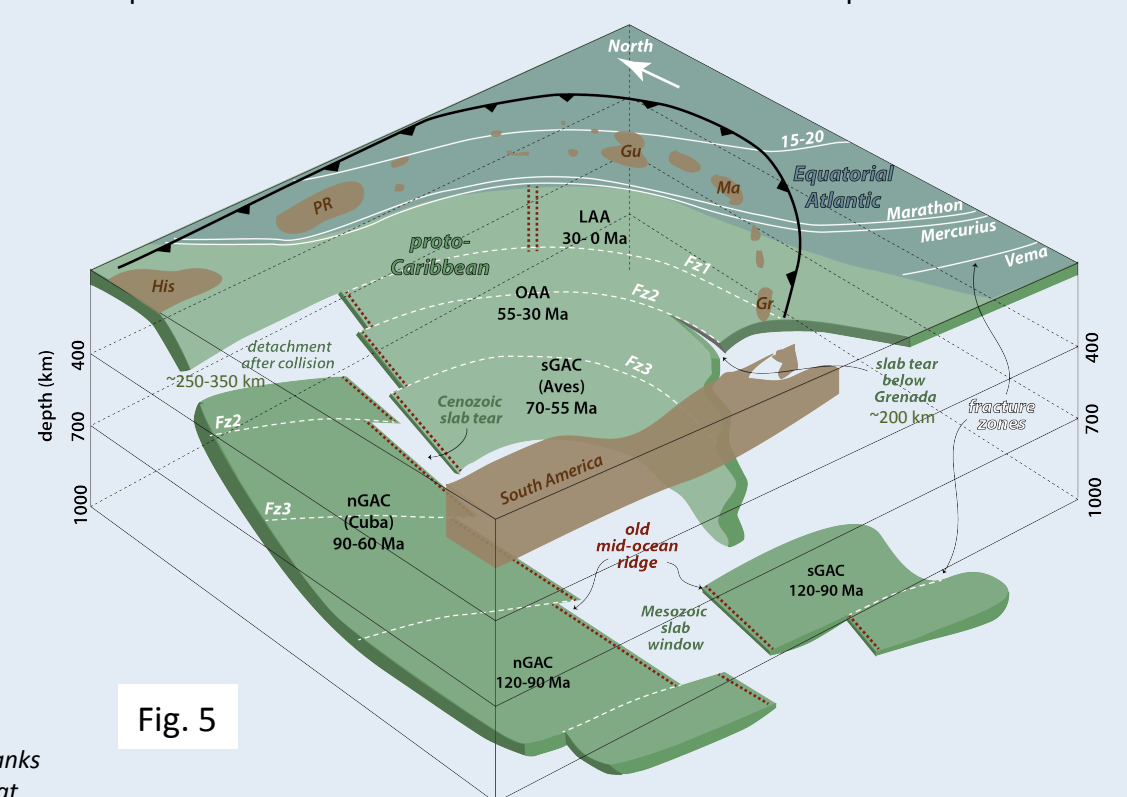 North
15-20
Equatorial
Atlantic
Gu
Ma
PR
Marathon
Mercurius
Vema
LAA
30- 0 Ma
proto-
Caribbean
Fz1
His
OAA
55-30 Ma
Fz2
Gr
detachment
after collision
~250-350 km
sGAC
(Aves)
70-55 Ma
Fz3
slab tear
below
Grenada
~200 km
fracture
zones
Cenozoic
slab tear
depth (km)
400
700
1000
400
700
1000
Fz2
Fz3
nGAC
(Cuba)
90-60 Ma
South America
old
mid-ocean
ridge
sGAC
120-90 Ma
Mesozoic
slab
window
nGAC
120-90 Ma
Fig. 5
anks